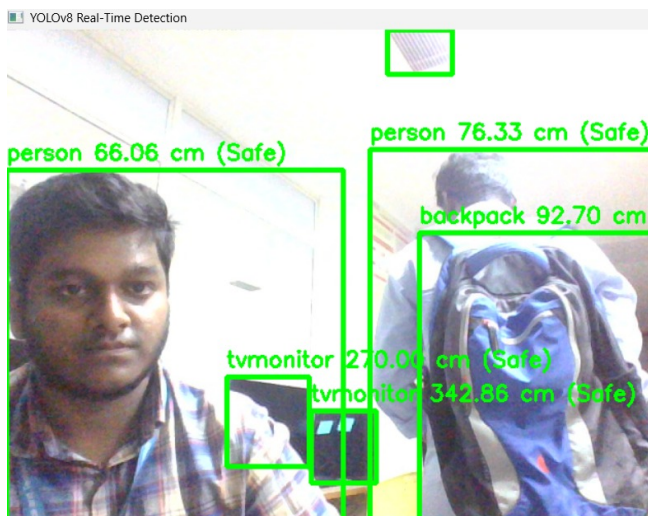 YOLOv8 Real-Time Detection
person 76.33 cm (Safe)
person 66.06 cm (Safe)
backpack 92.70 cm
tvmonitor 270.00 cm (Safe)
tvmonitor 342.86 cm (Safe)